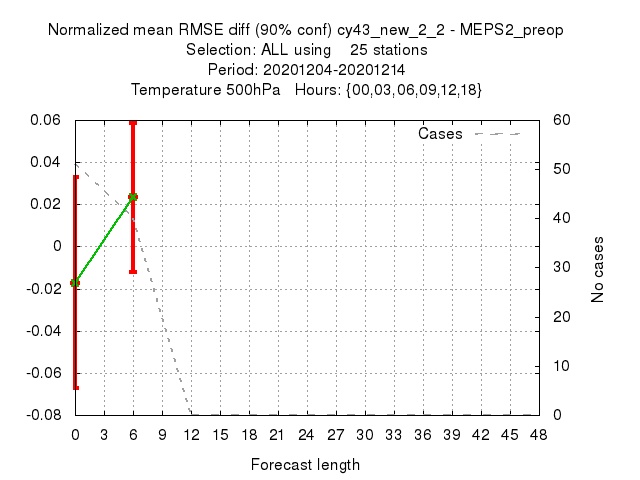 Normalized mean RMSE diff (90% conf) cy43_new_2_2 - MEPS2_preop
Selection: ALL using 25 stations
Period: 20201204-20201214
Temperature 500hPa Hours: {00,03,06,09,12,18}
Cases
0.06
0.04
0.02
0
-0.02
-0.04
-0.06
-0.08
60
50
40
30
20
10
0
No cases
0 3 6 9 12 15 18 21 24 27 30 33 36 39 42 45 48
Forecast length